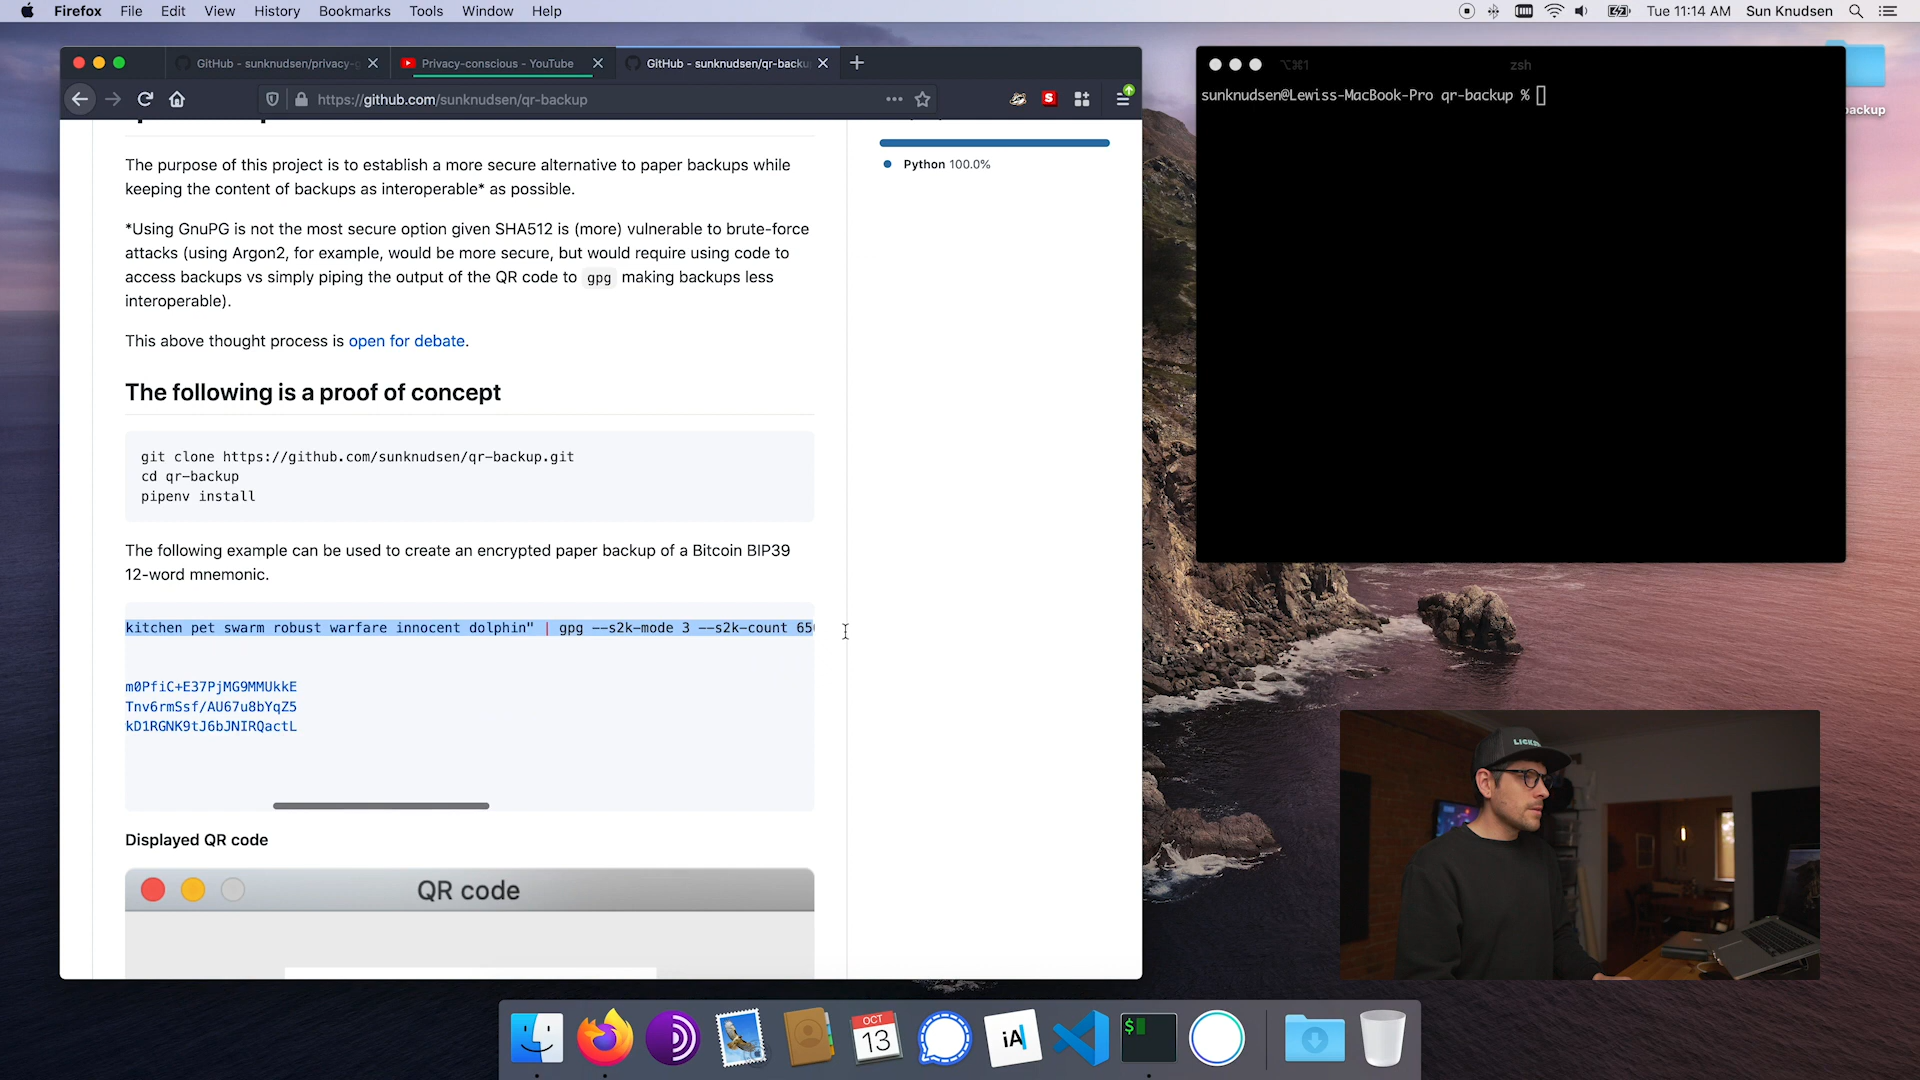 Firefox File Edit View History Bookmarks Tools Window Help
Tue 11:14 AM Sun Knudsen
GitHub - sunknudsen/privacy-g
Privacy-conscious - YouTube
GitHub - sunknudsen/qr-backu
https://github.com/sunknudsen/qr-backup
The purpose of this project is to establish a more secure alternative to paper backups while
keeping the content of backups as interoperable* as possible.
*Using GnuPG is not the most secure option given SHA512 is (more) vulnerable to brute-force
attacks (using Argon2, for example, would be more secure, but would require using code to
access backups vs simply piping the output of the QR code to gpg making backups less
interoperable).
This above thought process is open for debate.
The following is a proof of concept
git clone https://github.com/sunknudsen/qr-backup.git
cd qr-backup
pipenv install
The following example can be used to create an encrypted paper backup of a Bitcoin BIP39
12-word mnemonic.
kitchen pet swarm robust warfare innocent dolphin" | gpg --s2k-mode 3 --s2k-count 650
m0PfiC+E37PjMG9MMUkkE
Tnv6rmSsf/AU67u8bYqZ5
kD1RGNK9tJ6bJNIRQactL
Displayed QR code
QR code
Python 100.0%
⌥⌘1
zsh
sunknudsen@Lewiss-MacBook-Pro qr-backup %
backup
OCT
13
iA
$